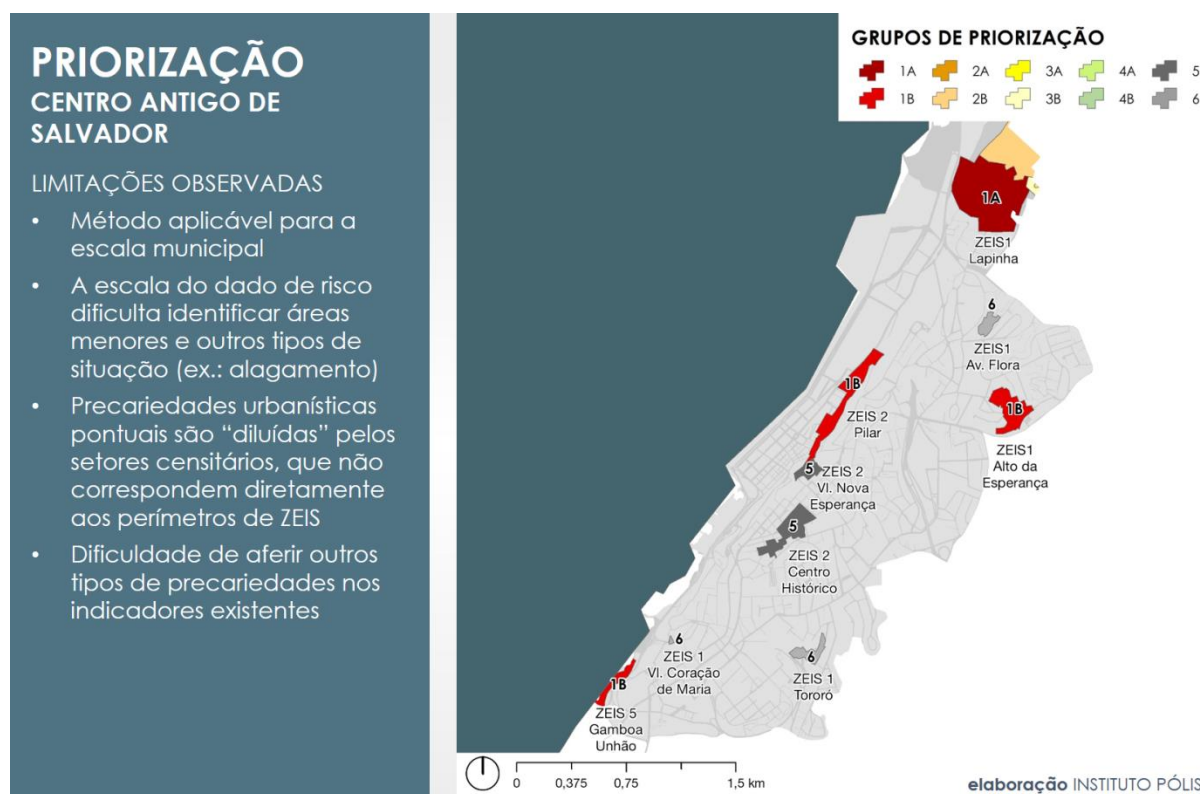 PRIORIZAÇÃO
CENTRO ANTIGO DE
SALVADOR
LIMITAÇÕES OBSERVADAS
• Método aplicável para a
escala municipal
• A escala do dado de risco
dificulta identificar áreas
menores e outros tipos de
situação (ex.: alagamento)
• Precariedades urbanísticas
pontuais são “diluídas” pelos
setores censitários, que não
correspondem diretamente
aos perímetros de ZEIS
• Dificuldade de aferir outros
tipos de precariedades nos
indicadores existentes
GRUPOS DE PRIORIZAÇÃO
1A 2A 3A 4A 5
1B 2B 3B 4B 6
1A
ZEIS1
Lapinha
6
ZEIS1
Av. Flora
1B
ZEIS 2
Pilar
1B
ZEIS1
Alto da
Esperança
5
ZEIS 2
Vl. Nova
Esperança
5
ZEIS 2
Centro
Histórico
6
ZEIS 1
Vl. Coração
de Maria
6
ZEIS 1
Tororó
1B
ZEIS 5
Gamboa
Unhão
0 0,375 0,75 1,5 km
elaboração INSTITUTO PÓLIS